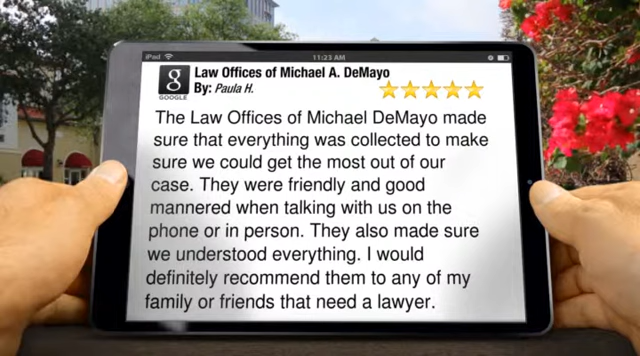 iPad
11:23 AM
g
GOOGLE
Law Offices of Michael A. DeMayo
By: Paula H.
The Law Offices of Michael DeMayo made
sure that everything was collected to make
sure we could get the most out of our
case. They were friendly and good
mannered when talking with us on the
phone or in person. They also made sure
we understood everything. I would
definitely recommend them to any of my
family or friends that need a lawyer.